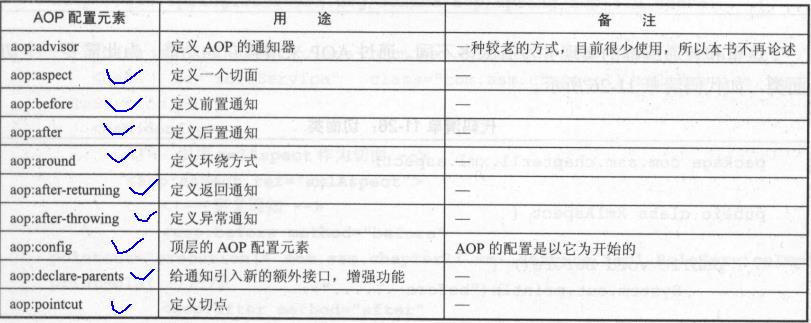 AOP 配置元素 用 途 备 注
aop:advisor 定义 AOP 的通知器 一种较老的方式，目前很少使用，所以本书不再论述
aop:aspect 定义一个切面 —
aop:before 定义前置通知 —
aop:after 定义后置通知 —
aop:around 定义环绕方式 —
aop:after-returning 定义返回通知 —
aop:after-throwing 定义异常通知 —
aop:config 顶层的 AOP 配置元素 AOP 的配置是以它为开始的
aop:declare-parents 给通知引入新的额外接口，增强功能 —
aop:pointcut 定义切点 —